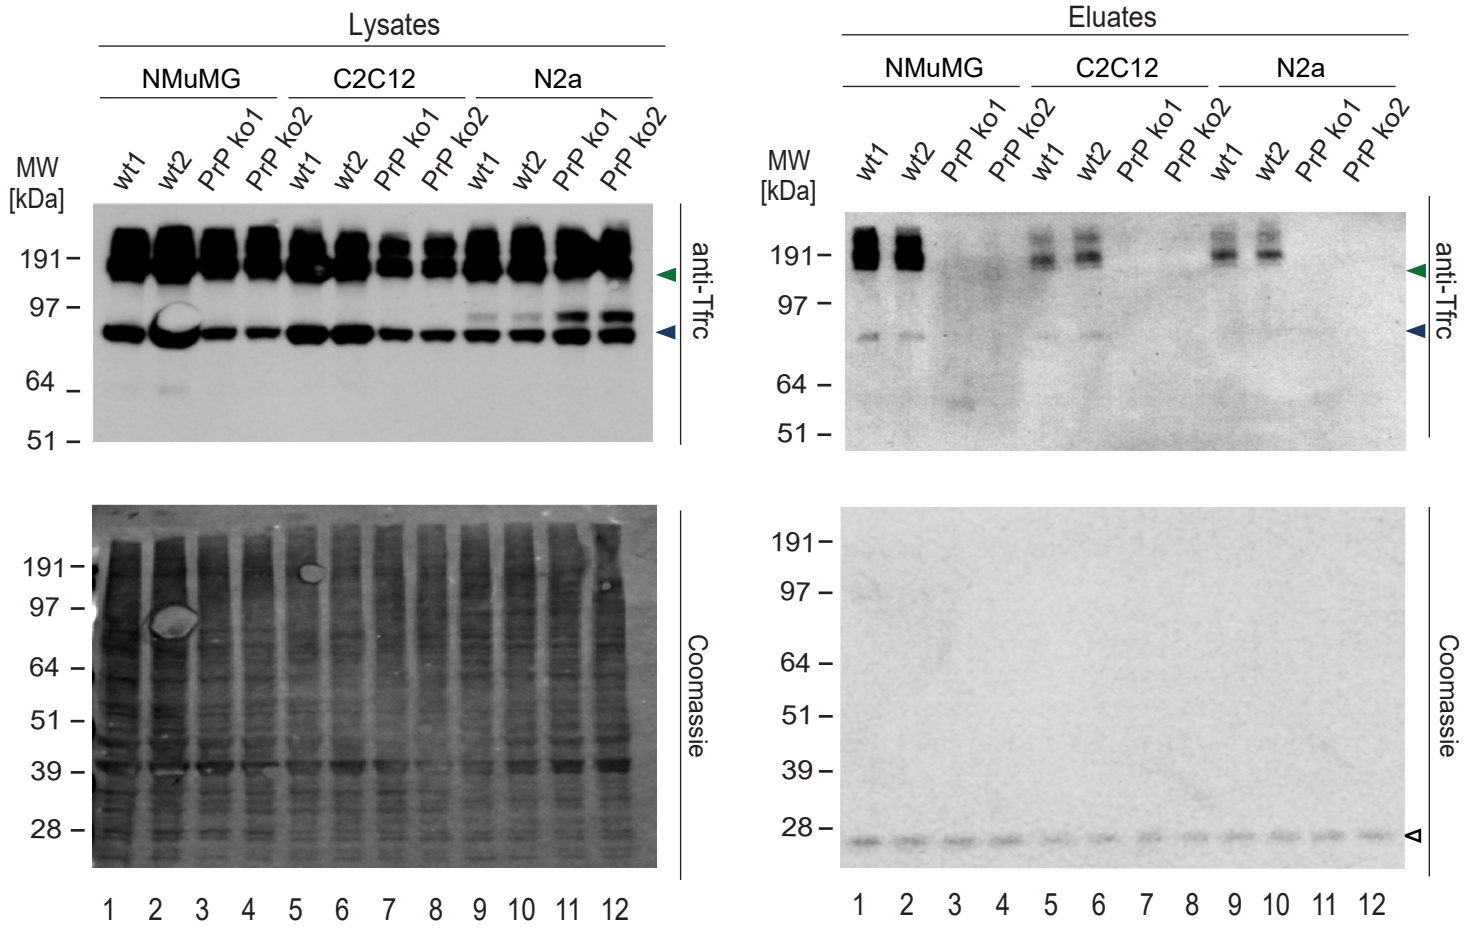 Lysates
NMuMG C2C12 N2a
wt1 wt2 PrP ko1 PrP ko2 wt1 wt2 PrP ko1 PrP ko2 wt1 wt2 PrP ko1 PrP ko2
MW
[kDa]
191
97
64
51
anti-Tfrc
191
97
64
51
39
28
Coomassie
1 2 3 4 5 6 7 8 9 10 11 12
Eluates
NMuMG C2C12 N2a
wt1 wt2 PrP ko1 PrP ko2 wt1 wt2 PrP ko1 PrP ko2 wt1 wt2 PrP ko1 PrP ko2
MW
[kDa]
191
97
64
51
anti-Tfrc
191
97
64
51
39
28
Coomassie
1 2 3 4 5 6 7 8 9 10 11 12